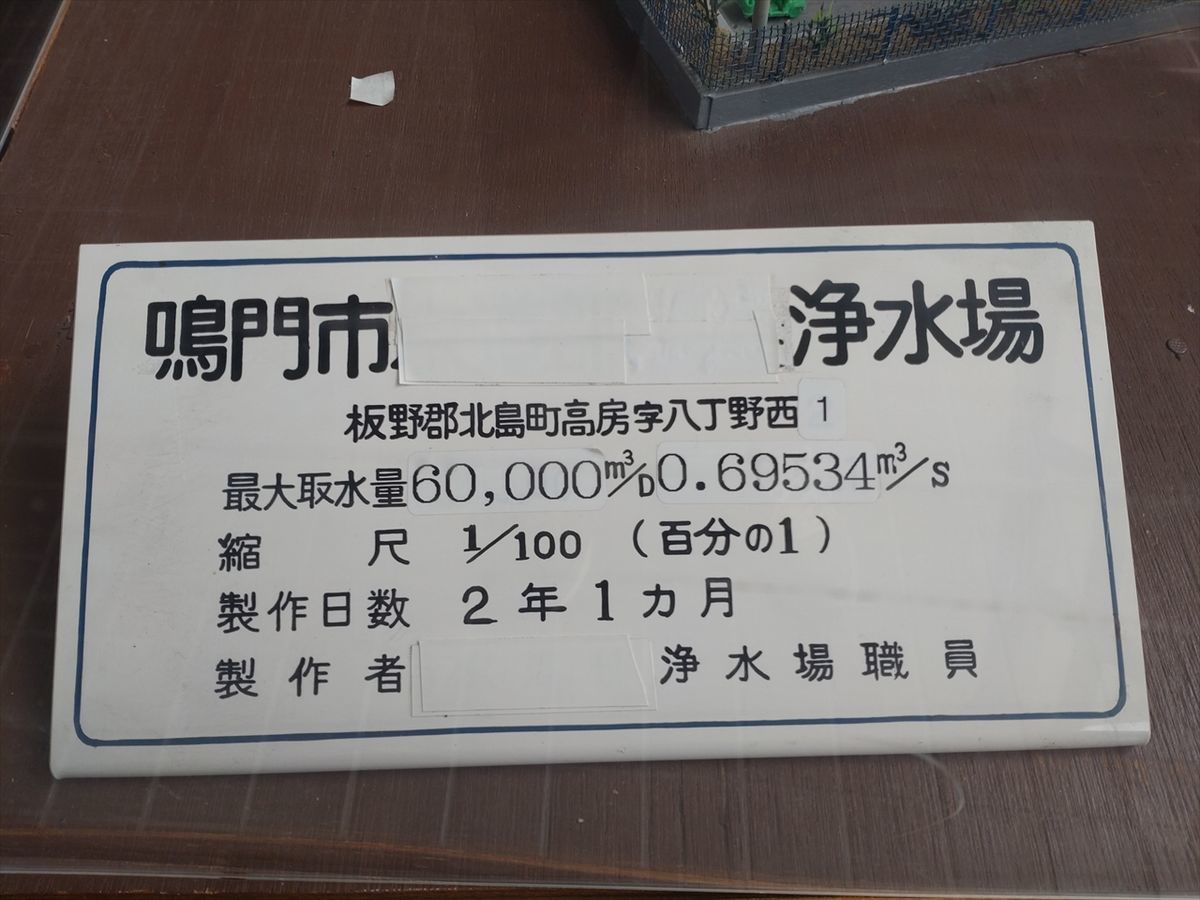 鳴門市 浄水場
板野郡北島町高房字八丁野西1
最大取水量60,000m³/D0.69534m³/S
縮尺 1/100 (百分の1)
製作日数 2年1カ月
製作者 浄水場職員